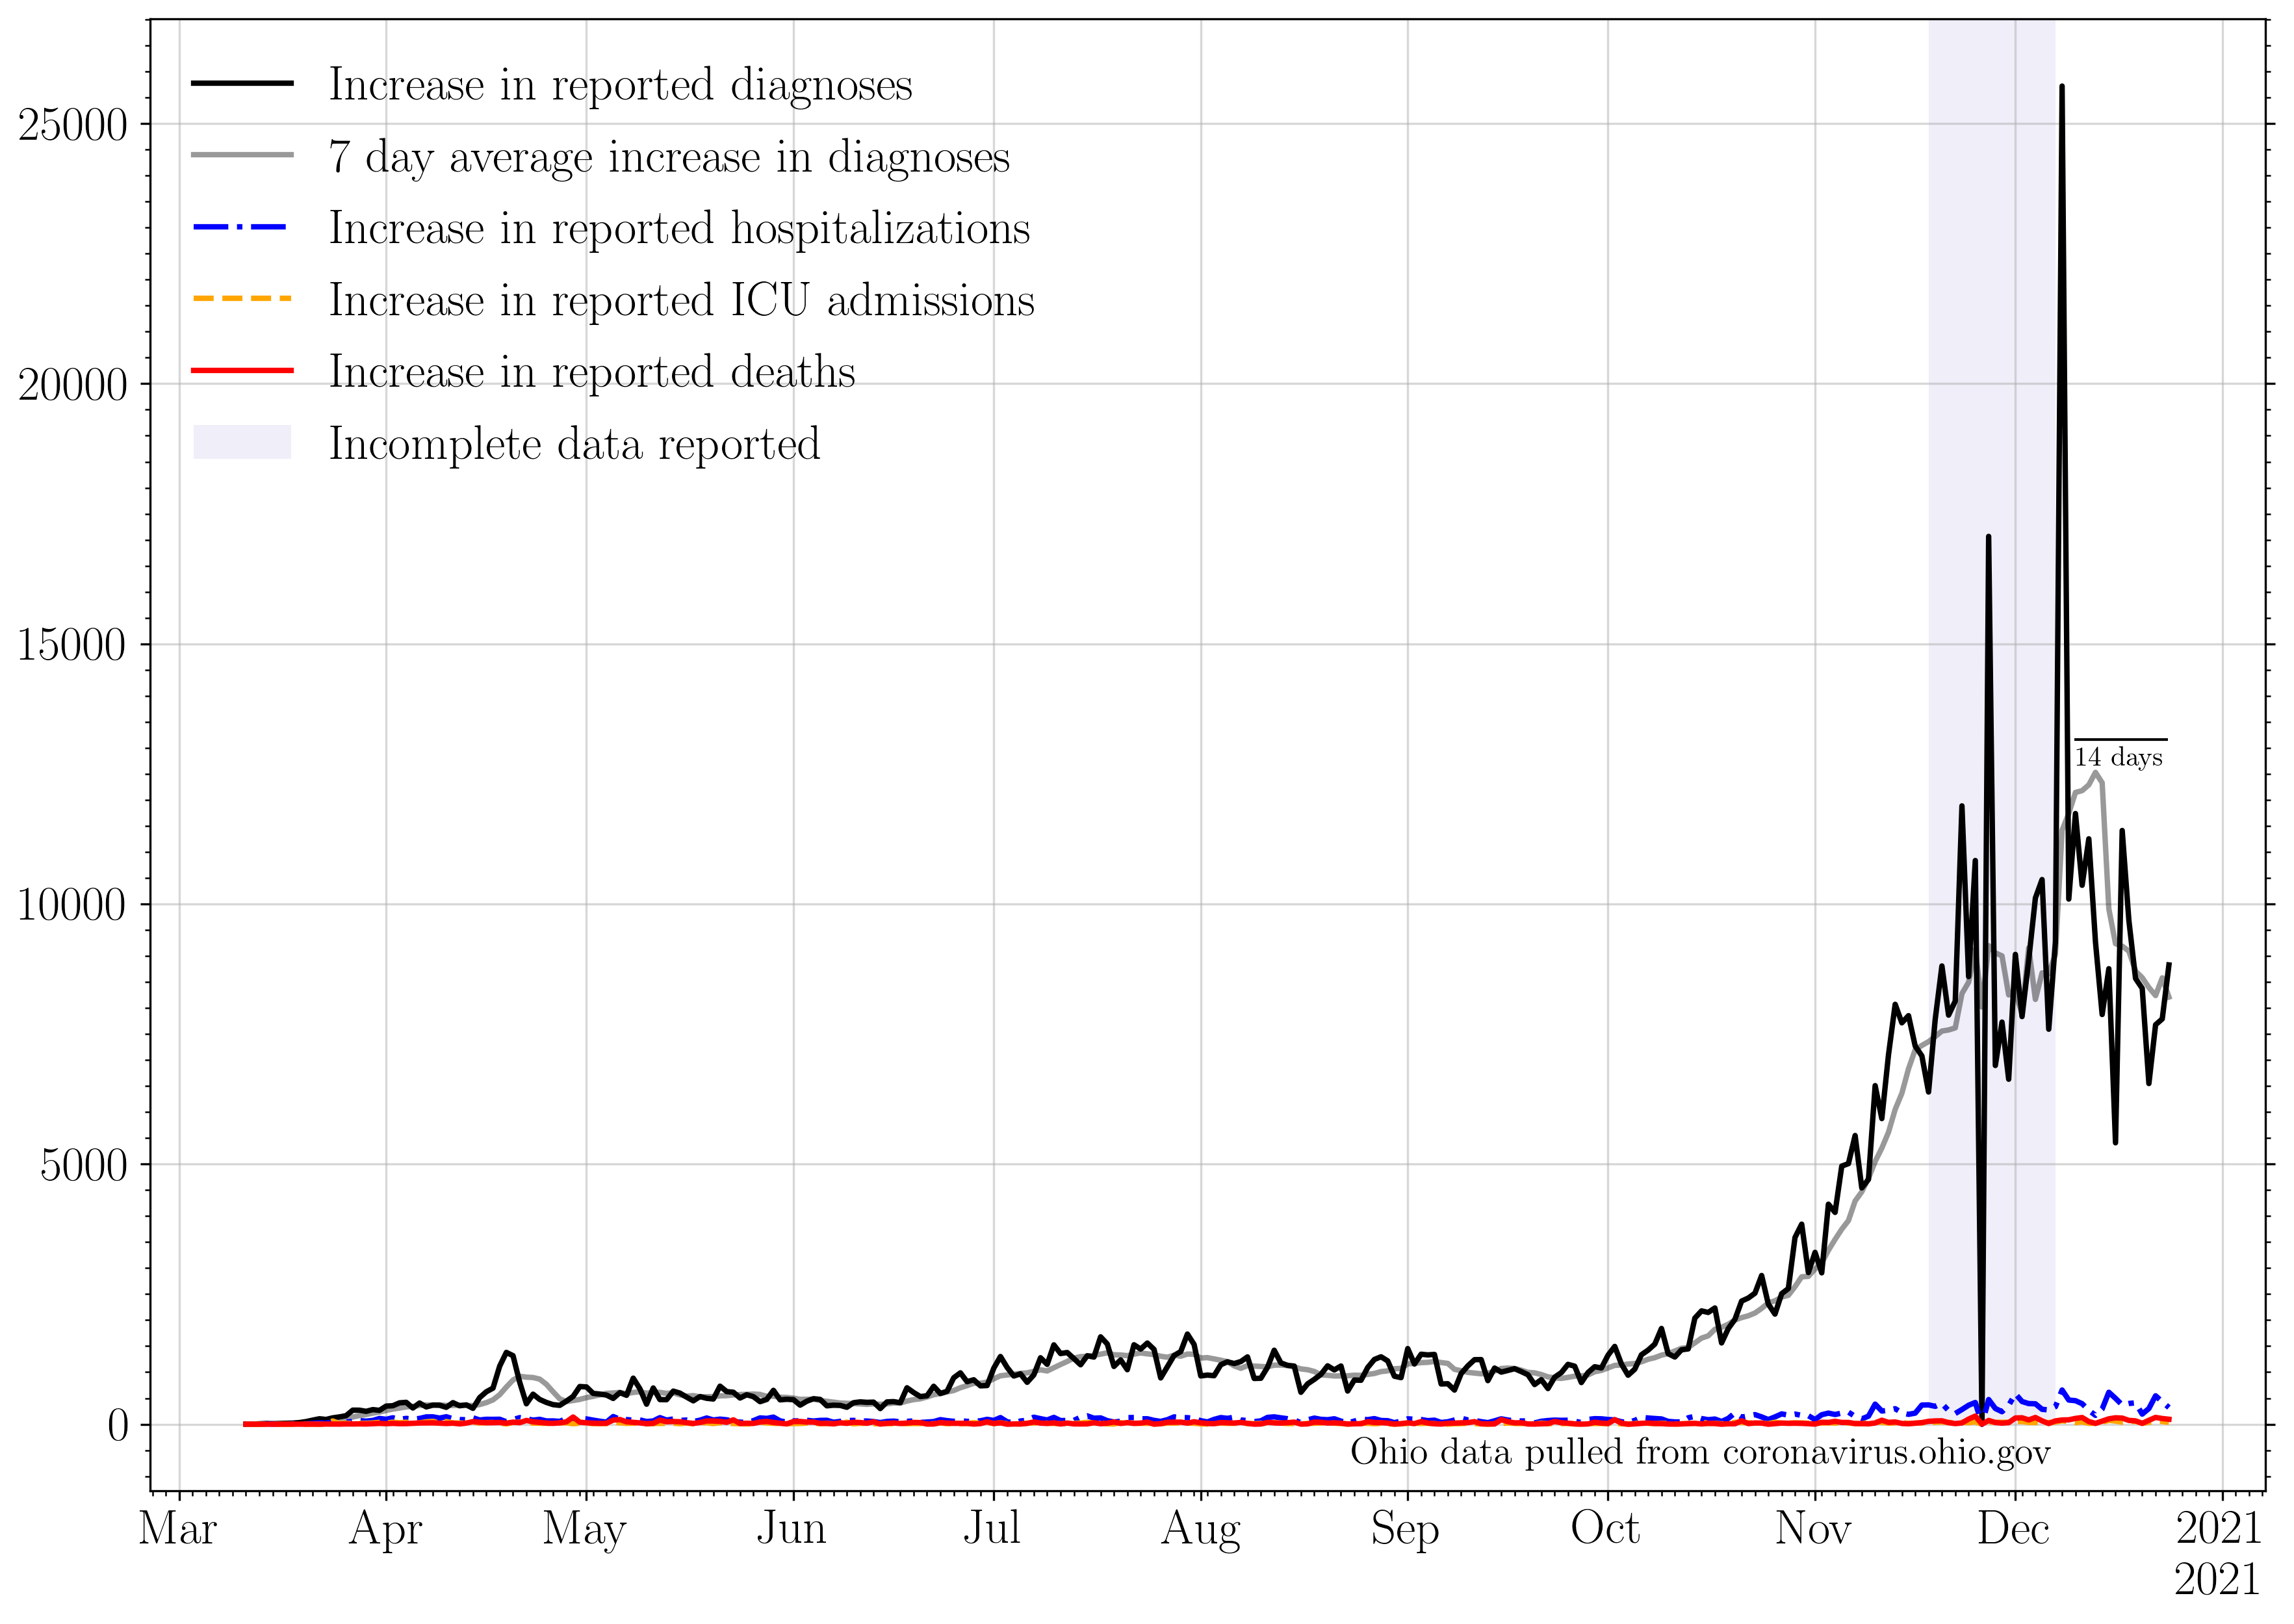 Increase in reported diagnoses
7 day average increase in diagnoses
Increase in reported hospitalizations
Increase in reported ICU admissions
Increase in reported deaths
Incomplete data reported
25000
20000
15000
10000
5000
0
14 days
Ohio data pulled from coronavirus.ohio.gov
Mar Apr May Jun Jul Aug Sep Oct Nov Dec 2021
2021